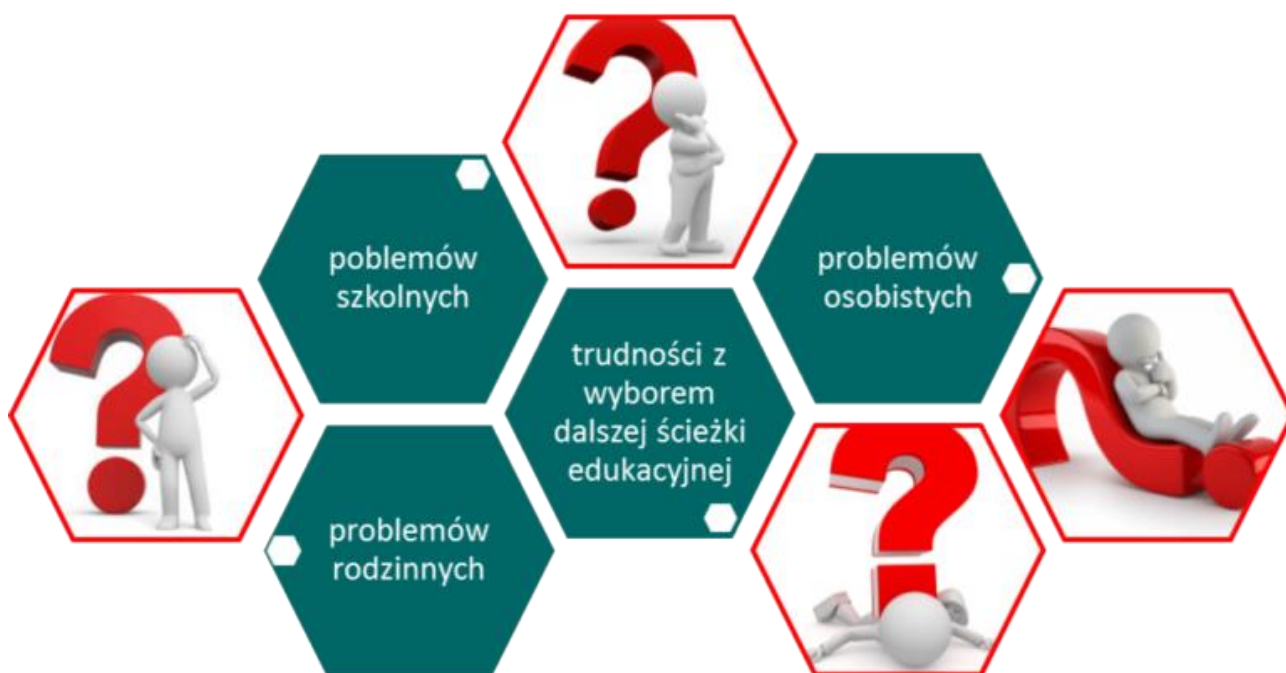 poblemów
szkolnych
problemów
osobistych
trudności z
wyborem
dalszej ścieżki
edukacyjnej
problemów
rodzinnych